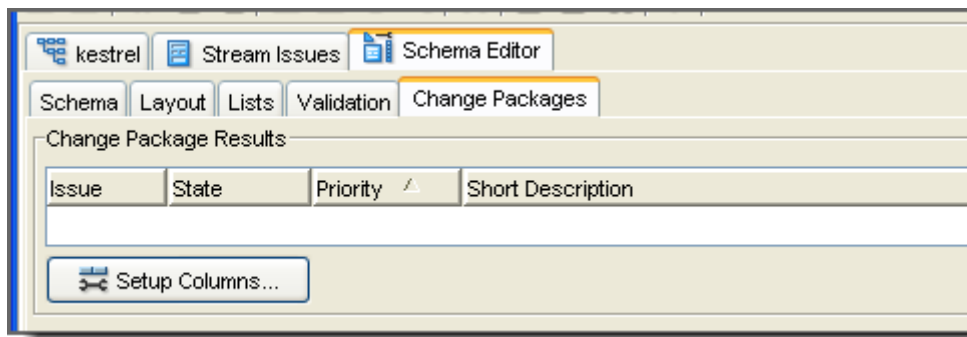 kestrel Stream Issues Schema Editor
Schema Layout Lists Validation Change Packages
Change Package Results
Issue State Priority Short Description
Setup Columns...